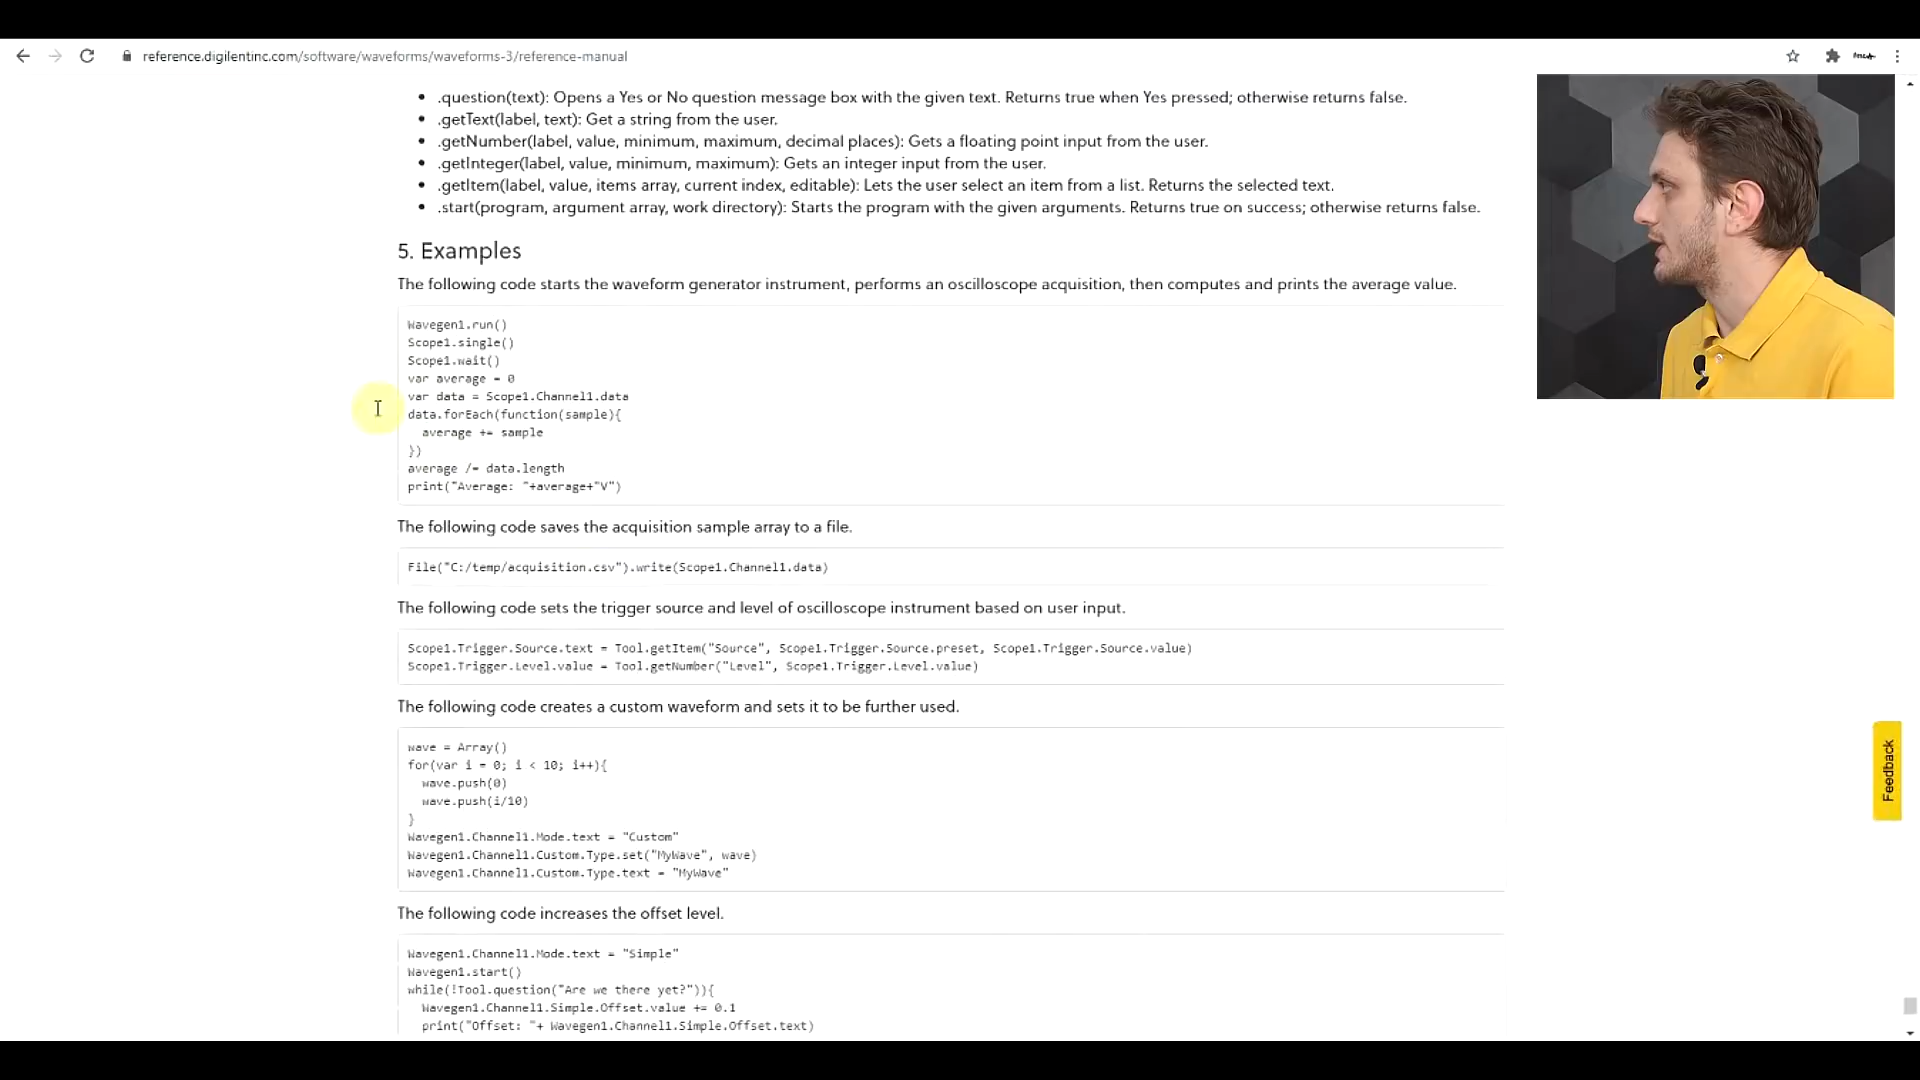 reference.digilentinc.com/software/waveforms/waveforms-3/reference-manual
.question(text): Opens a Yes or No question message box with the given text. Returns true when Yes pressed; otherwise returns false.
.getText(label, text): Get a string from the user.
.getNumber(label, value, minimum, maximum, decimal places): Gets a floating point input from the user.
.getInteger(label, value, minimum, maximum): Gets an integer input from the user.
.getItem(label, value, items array, current index, editable): Lets the user select an item from a list. Returns the selected text.
.start(program, argument array, work directory): Starts the program with the given arguments. Returns true on success; otherwise returns false.
5. Examples
The following code starts the waveform generator instrument, performs an oscilloscope acquisition, then computes and prints the average value.
Wavegen1.run()
Scope1.single()
Scope1.wait()
var average = 0
var data = Scope1.Channel1.data
data.forEach(function(sample){
average += sample
})
average /= data.length
print("Average: "+average+"V")
The following code saves the acquisition sample array to a file.
File("C:/temp/acquisition.csv").write(Scope1.Channel1.data)
The following code sets the trigger source and level of oscilloscope instrument based on user input.
Scope1.Trigger.Source.text = Tool.getItem("Source", Scope1.Trigger.Source.preset, Scope1.Trigger.Source.value)
Scope1.Trigger.Level.value = Tool.getNumber("Level", Scope1.Trigger.Level.value)
The following code creates a custom waveform and sets it to be further used.
wave = Array()
for(var i = 0; i < 10; i++){
wave.push(0)
wave.push(i/10)
}
Wavegen1.Channel1.Mode.text = "Custom"
Wavegen1.Channel1.Custom.Type.set("MyWave", wave)
Wavegen1.Channel1.Custom.Type.text = "MyWave"
The following code increases the offset level.
Wavegen1.Channel1.Mode.text = "Simple"
Wavegen1.start()
while(!Tool.question("Are we there yet?")){
Wavegen1.Channel1.Simple.Offset.value += 0.1
print("Offset: "+ Wavegen1.Channel1.Simple.Offset.text)
Feedback